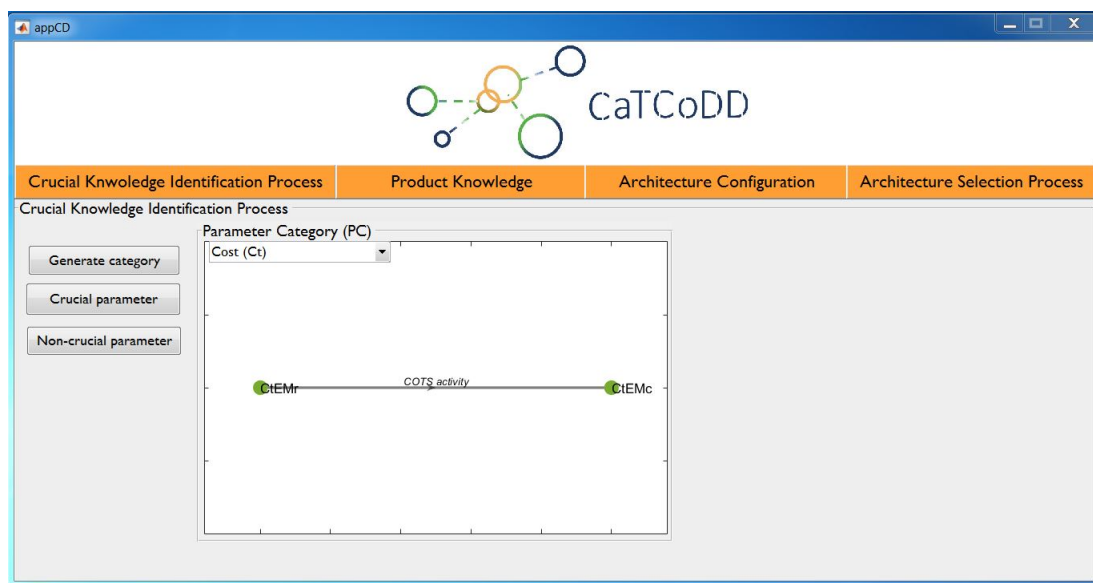 appCD
CaTCoDD
Crucial Knwoledge Identification Process
Product Knowledge
Architecture Configuration
Architecture Selection Process
Crucial Knowledge Identification Process
Generate category
Crucial parameter
Non-crucial parameter
Parameter Category (PC)
Cost (Ct)
CtEMr
COTS activity
CtEMc